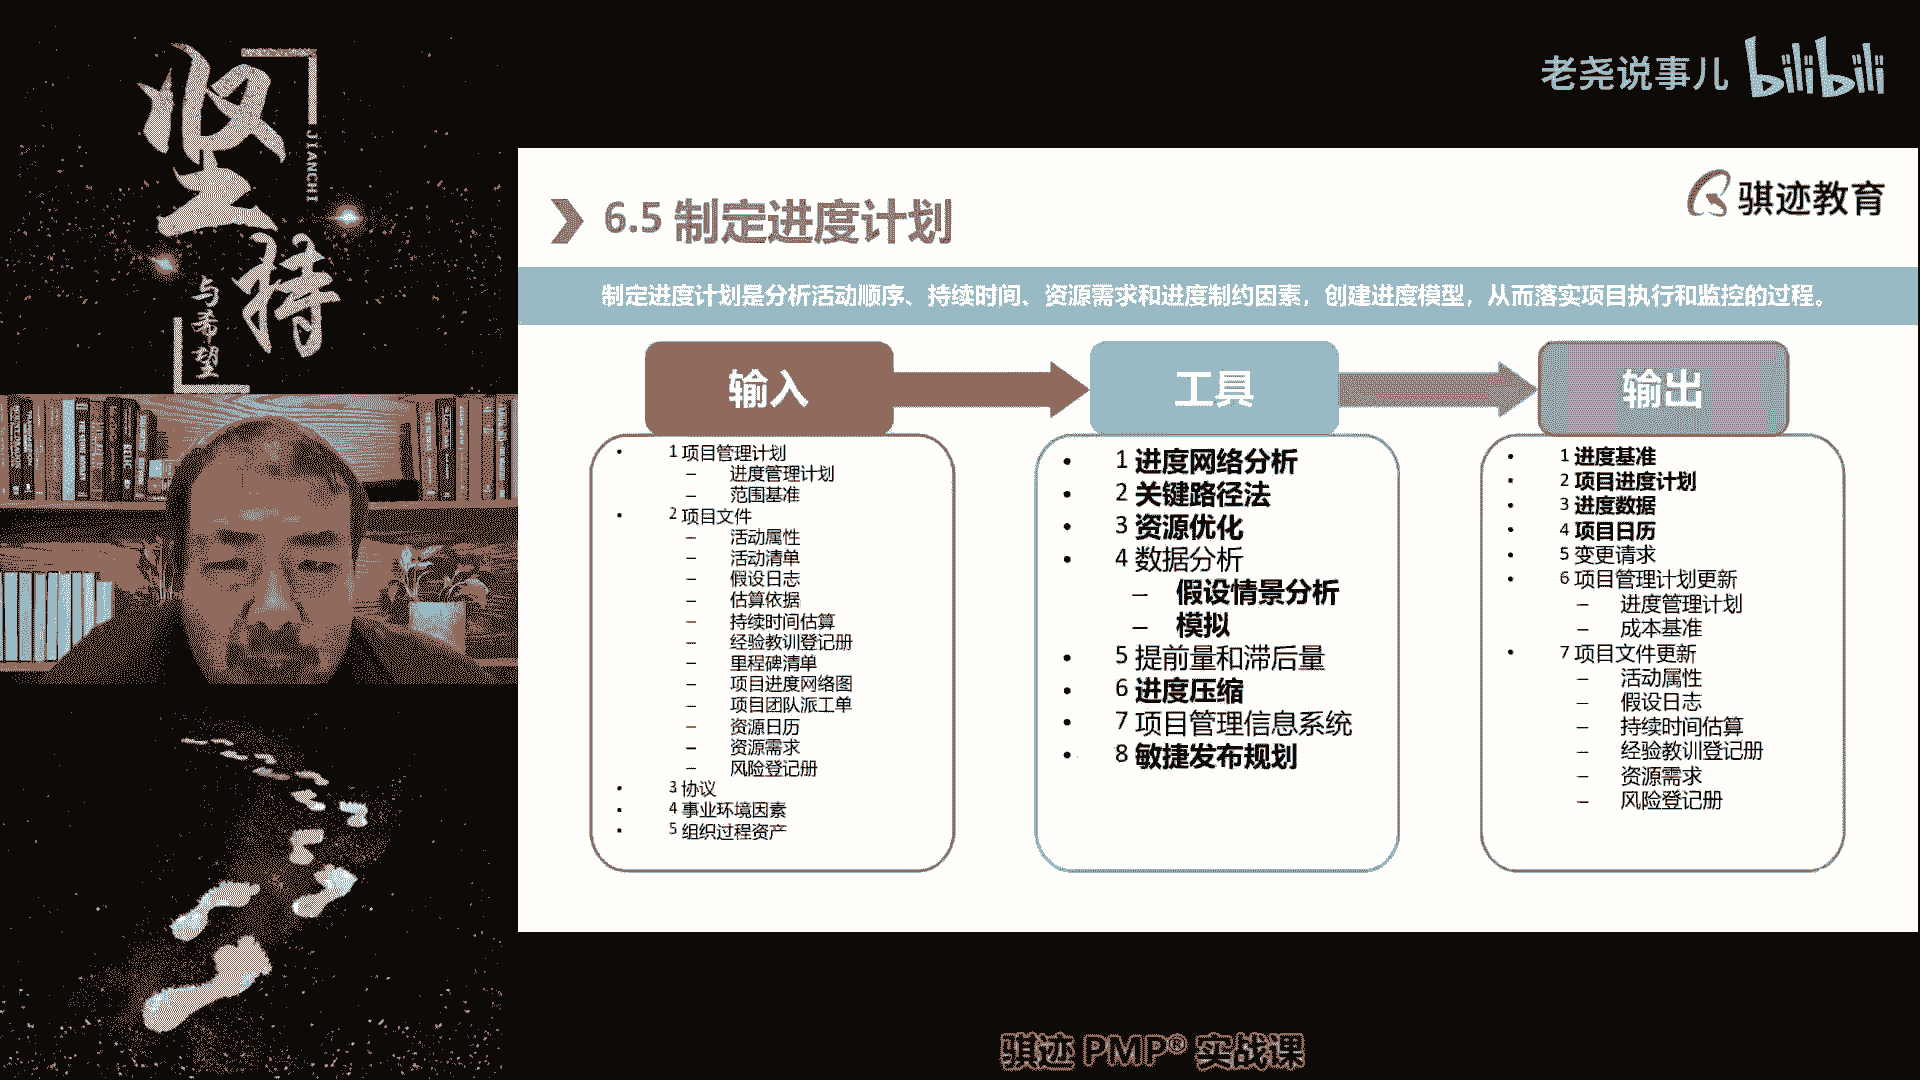 坚持
JIANCHI
与希望
老尧说事儿 bilibili
骐迹教育
6.5 制定进度计划
制定进度计划是分析活动顺序、持续时间、资源需求和进度制约因素，创建进度模型，从而落实项目执行和监控的过程。
输入
• 1 项目管理计划
– 进度管理计划
– 范围基准
• 2 项目文件
– 活动属性
– 活动清单
– 假设日志
– 估算依据
– 持续时间估算
– 经验教训登记册
– 里程碑清单
– 项目进度网络图
– 项目团队派工单
– 资源日历
– 资源需求
– 风险登记册
• 3 协议
• 4 事业环境因素
• 5 组织过程资产
工具
• 1 进度网络分析
• 2 关键路径法
• 3 资源优化
• 4 数据分析
– 假设情景分析
– 模拟
• 5 提前量和滞后量
• 6 进度压缩
• 7 项目管理信息系统
• 8 敏捷发布规划
输出
• 1 进度基准
• 2 项目进度计划
• 3 进度数据
• 4 项目日历
• 5 变更请求
• 6 项目管理计划更新
– 进度管理计划
– 成本基准
• 7 项目文件更新
– 活动属性
– 假设日志
– 持续时间估算
– 经验教训登记册
– 资源需求
– 风险登记册
骐迹 PMP® 实战课